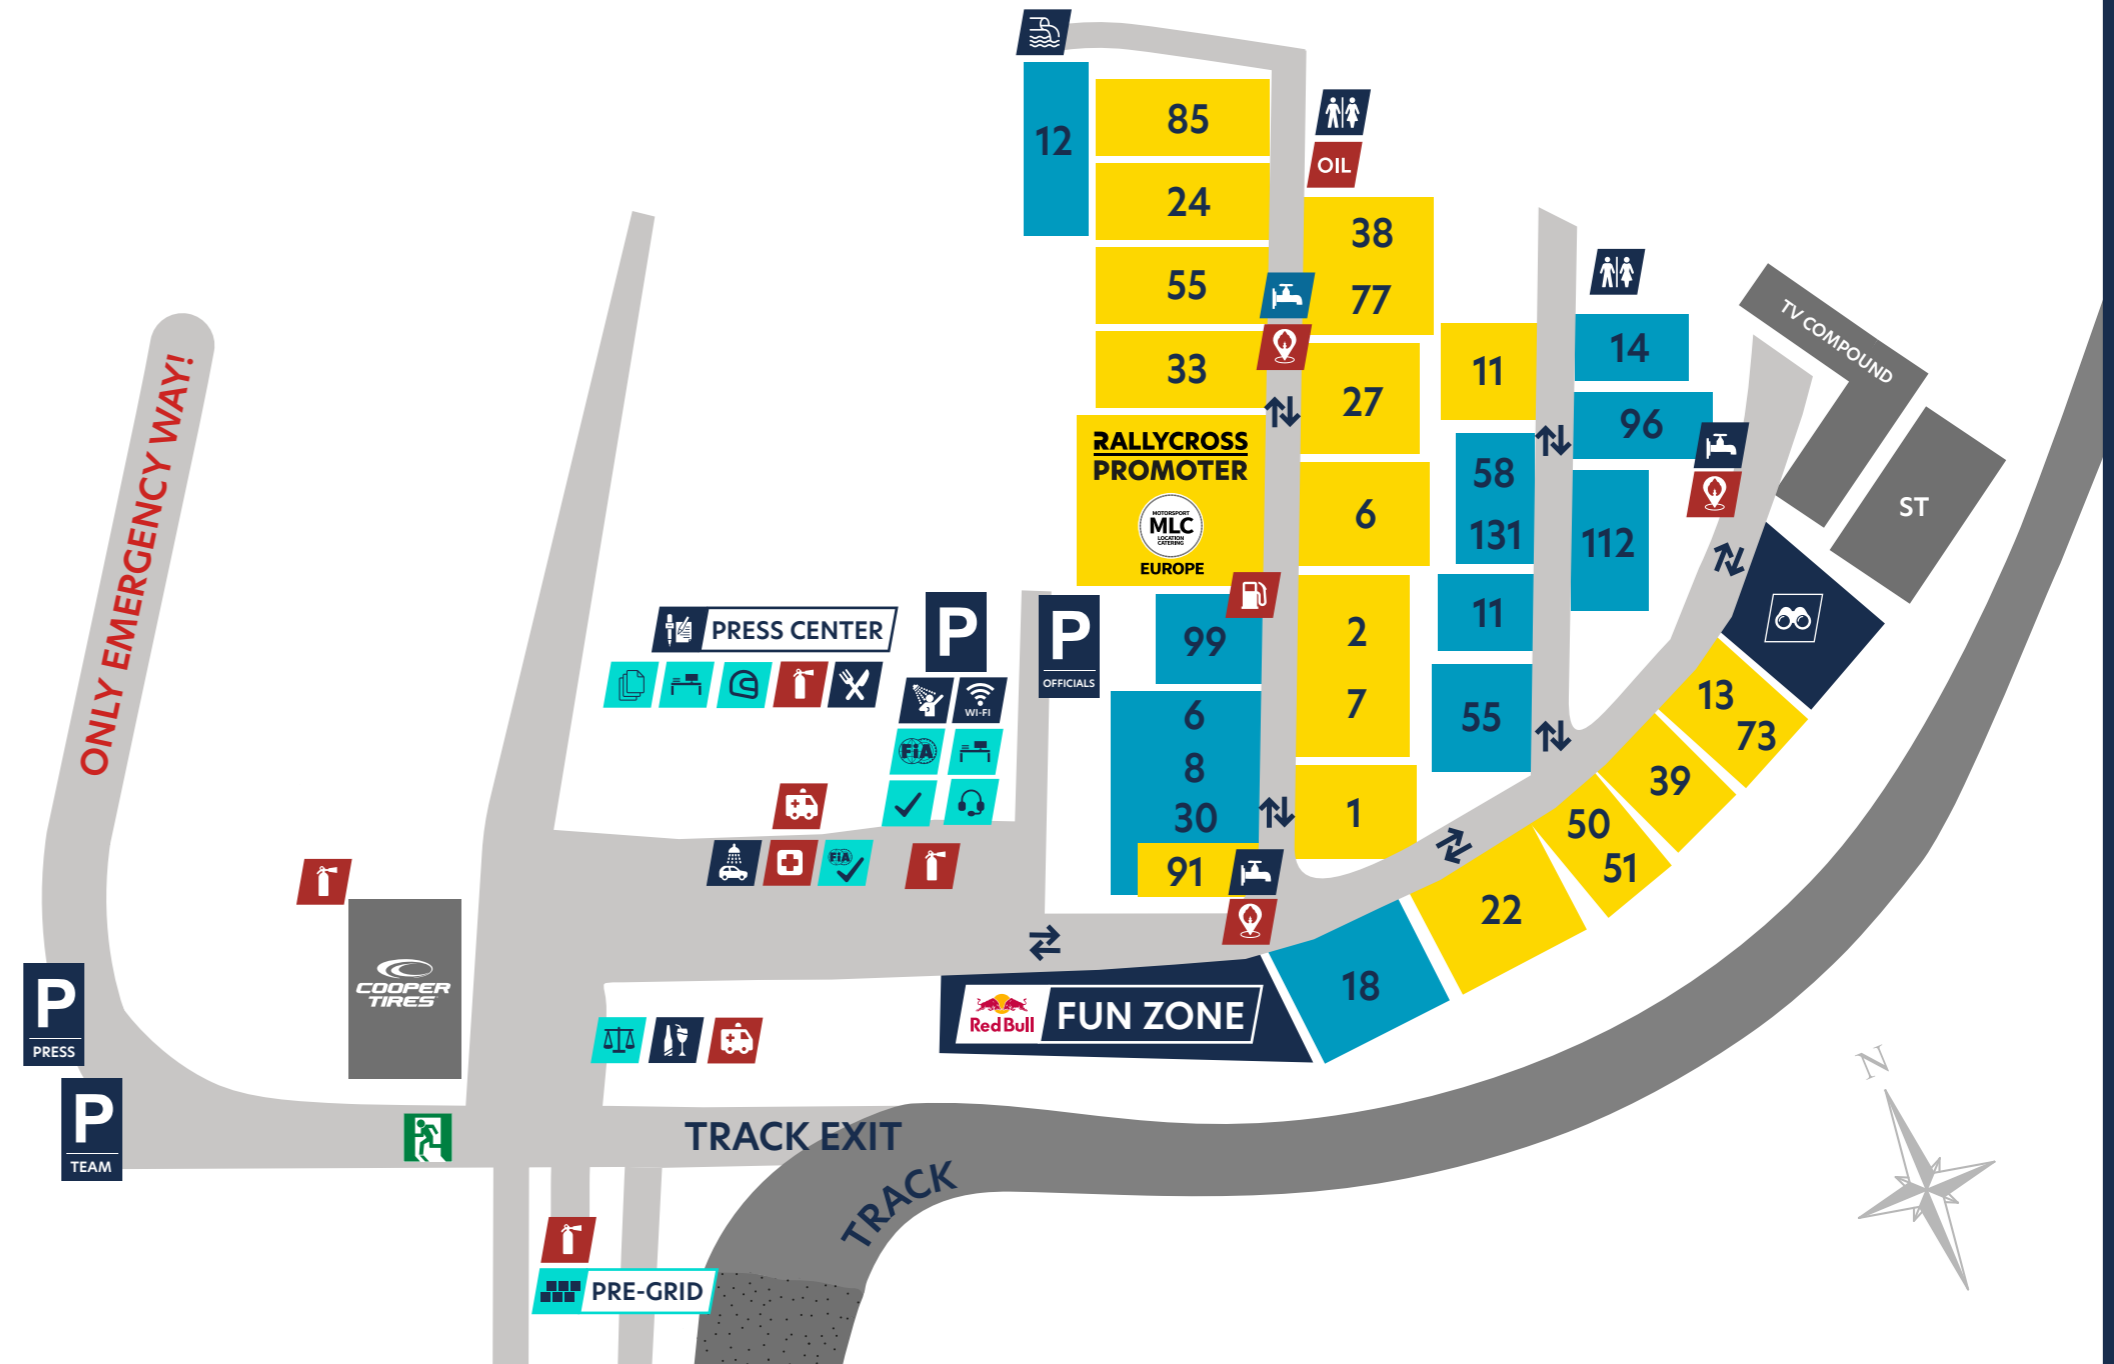 12
85
24
55
33
OIL
38
77
27
6
2
7
1
11
58
131
11
55
14
96
112
TV COMPOUND
ST
RALLYCROSS
PROMOTER
MOTORSPORT
MLC
LOCATION
CATERING
EUROPE
99
6
8
30
91
13
73
39
50
51
22
18
ONLY EMERGENCY WAY!
PRESS CENTER
P
WI-FI
FiA
P
OFFICIALS
FiA
COOPER
TIRES
P
PRESS
P
TEAM
Red Bull
FUN ZONE
TRACK EXIT
TRACK
PRE-GRID
N